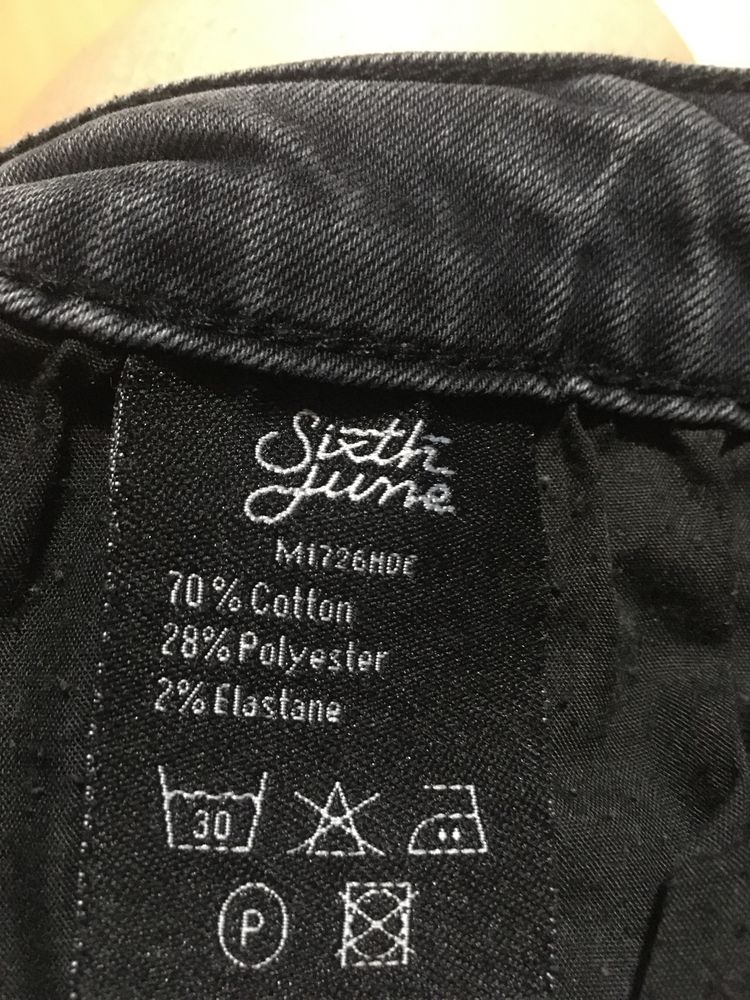 Sixth
June
M1726HDE
70% Cotton
28% Polyester
2% Elastane
30
P